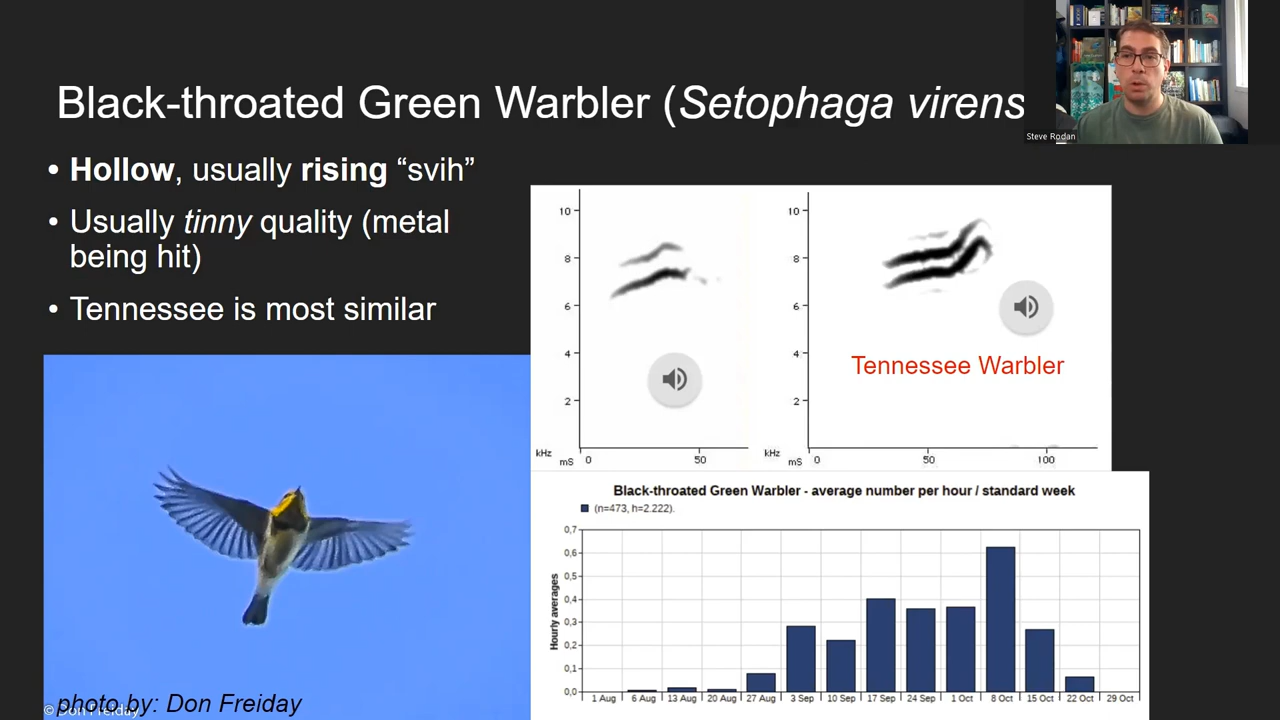 Black-throated Green Warbler (Setophaga virens
Steve Rodan
• Hollow, usually rising “svih”
• Usually tinny quality (metal
being hit)
• Tennessee is most similar
10
8
6
4
2
kHz
mS
0
50
10
8
6
4
2
kHz
mS
0
50
100
Tennessee Warbler
Black-throated Green Warbler - average number per hour / standard week
(n=473, h=2.222).
Hourly averages
0,7
0,6
0,5
0,4
0,3
0,2
0,1
0,0
1 Aug 6 Aug 13 Aug 20 Aug 27 Aug 3 Sep 10 Sep 17 Sep 24 Sep 1 Oct 8 Oct 15 Oct 22 Oct 29 Oct
photo by: Don Freiday
© Don Freiday